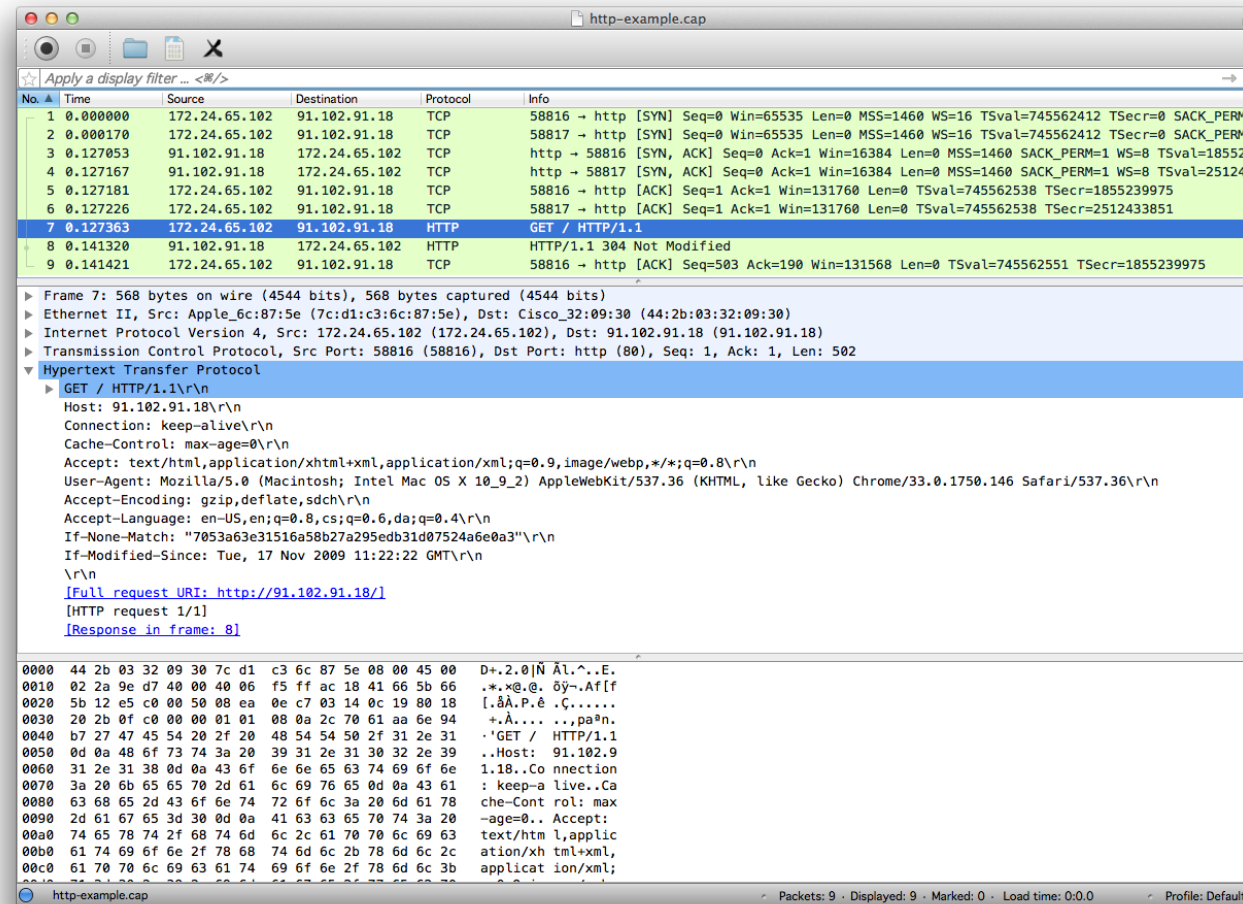 http-example.cap
Apply a display filter … <⌘/>
No. Time Source Destination Protocol Info
1 0.000000 172.24.65.102 91.102.91.18 TCP 58816 → http [SYN] Seq=0 Win=65535 Len=0 MSS=1460 WS=16 TSval=745562412 TSecr=0 SACK_PERM
2 0.000170 172.24.65.102 91.102.91.18 TCP 58817 → http [SYN] Seq=0 Win=65535 Len=0 MSS=1460 WS=16 TSval=745562412 TSecr=0 SACK_PERM
3 0.127053 91.102.91.18 172.24.65.102 TCP http → 58816 [SYN, ACK] Seq=0 Ack=1 Win=16384 Len=0 MSS=1460 SACK_PERM=1 WS=8 TSval=18552
4 0.127167 91.102.91.18 172.24.65.102 TCP http → 58817 [SYN, ACK] Seq=0 Ack=1 Win=16384 Len=0 MSS=1460 SACK_PERM=1 WS=8 TSval=25124
5 0.127181 172.24.65.102 91.102.91.18 TCP 58816 → http [ACK] Seq=1 Ack=1 Win=131760 Len=0 TSval=745562538 TSecr=1855239975
6 0.127226 172.24.65.102 91.102.91.18 TCP 58817 → http [ACK] Seq=1 Ack=1 Win=131760 Len=0 TSval=745562538 TSecr=2512433851
7 0.127363 172.24.65.102 91.102.91.18 HTTP GET / HTTP/1.1
8 0.141320 91.102.91.18 172.24.65.102 HTTP HTTP/1.1 304 Not Modified
9 0.141421 172.24.65.102 91.102.91.18 TCP 58816 → http [ACK] Seq=503 Ack=190 Win=131568 Len=0 TSval=745562551 TSecr=1855239975
Frame 7: 568 bytes on wire (4544 bits), 568 bytes captured (4544 bits)
Ethernet II, Src: Apple_6c:87:5e (7c:d1:c3:6c:87:5e), Dst: Cisco_32:09:30 (44:2b:03:32:09:30)
Internet Protocol Version 4, Src: 172.24.65.102 (172.24.65.102), Dst: 91.102.91.18 (91.102.91.18)
Transmission Control Protocol, Src Port: 58816 (58816), Dst Port: http (80), Seq: 1, Ack: 1, Len: 502
Hypertext Transfer Protocol
GET / HTTP/1.1\r\n
Host: 91.102.91.18\r\n
Connection: keep-alive\r\n
Cache-Control: max-age=0\r\n
Accept: text/html,application/xhtml+xml,application/xml;q=0.9,image/webp,*/*;q=0.8\r\n
User-Agent: Mozilla/5.0 (Macintosh; Intel Mac OS X 10_9_2) AppleWebKit/537.36 (KHTML, like Gecko) Chrome/33.0.1750.146 Safari/537.36\r\n
Accept-Encoding: gzip,deflate,sdch\r\n
Accept-Language: en-US,en;q=0.8,cs;q=0.6,da;q=0.4\r\n
If-None-Match: "7053a63e31516a58b27a295edb31d07524a6e0a3"\r\n
If-Modified-Since: Tue, 17 Nov 2009 11:22:22 GMT\r\n
\r\n
[Full request URI: http://91.102.91.18/]
[HTTP request 1/1]
[Response in frame: 8]
0000 44 2b 03 32 09 30 7c d1 c3 6c 87 5e 08 00 45 00 D+.2.0|Ñ Ãl.^..E.
0010 02 2a 9e d7 40 00 40 06 f5 ff ac 18 41 66 5b 66 .*.×@.@. õÿ¬.Af[f
0020 5b 12 e5 c0 00 50 08 ea 0e c7 03 14 0c 19 80 18 [.åÀ.P.ê .Ç......
0030 20 2b 0f c0 00 00 01 01 08 0a 2c 70 61 aa 6e 94 +.À.... ..,paªn.
0040 b7 27 47 45 54 20 2f 20 48 54 54 50 2f 31 2e 31 ·'GET / HTTP/1.1
0050 0d 0a 48 6f 73 74 3a 20 39 31 2e 31 30 32 2e 39 ..Host: 91.102.9
0060 31 2e 31 38 0d 0a 43 6f 6e 6e 65 63 74 69 6f 6e 1.18..Co nnection
0070 3a 20 6b 65 65 70 2d 61 6c 69 76 65 0d 0a 43 61 : keep-a live..Ca
0080 63 68 65 2d 43 6f 6e 74 72 6f 6c 3a 20 6d 61 78 che-Cont rol: max
0090 2d 61 67 65 3d 30 0d 0a 41 63 63 65 70 74 3a 20 -age=0.. Accept:
00a0 74 65 78 74 2f 68 74 6d 6c 2c 61 70 70 6c 69 63 text/htm l,applic
00b0 61 74 69 6f 6e 2f 78 68 74 6d 6c 2b 78 6d 6c 2c ation/xh tml+xml,
00c0 61 70 70 6c 69 63 61 74 69 6f 6e 2f 78 6d 6c 3b applicat ion/xml;
http-example.cap
Packets: 9 · Displayed: 9 · Marked: 0 · Load time: 0:0.0
Profile: Default